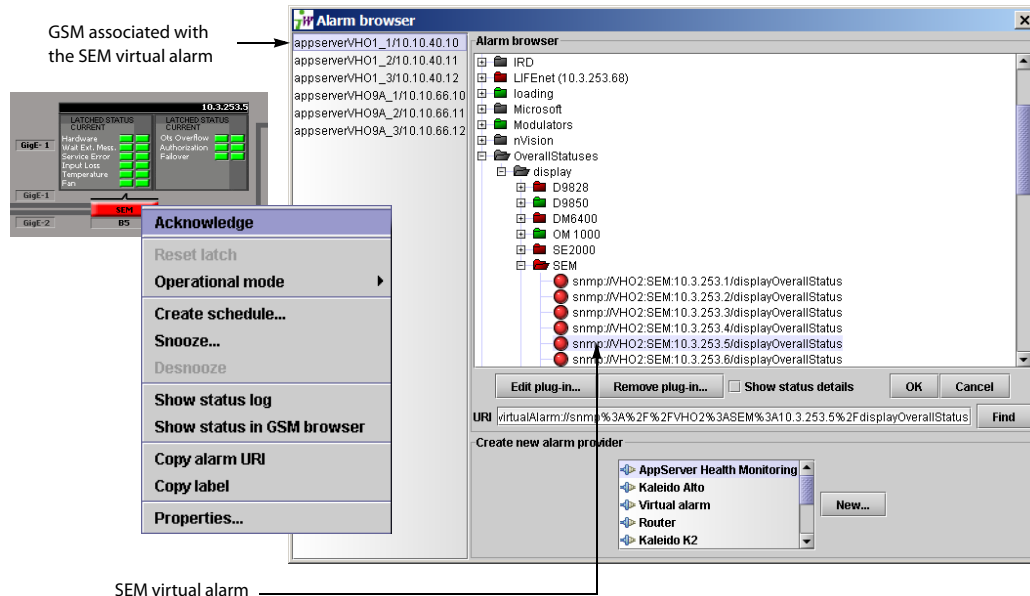 GSM associated with
the SEM virtual alarm
Alarm browser
appserverVHO1_1/10.10.40.10
appserverVHO1_2/10.10.40.11
appserverVHO1_3/10.10.40.12
appserverVHO9A_1/10.10.66.10
appserverVHO9A_2/10.10.66.11
appserverVHO9A_3/10.10.66.12
Alarm browser
IRD
LIFEnet (10.3.253.68)
loading
Microsoft
Modulators
nVision
OverallStatuses
display
D9828
D9850
DM6400
OM 1000
SE2000
SEM
snmp://VHO2:SEM:10.3.253.1/displayOverallStatus
snmp://VHO2:SEM:10.3.253.2/displayOverallStatus
snmp://VHO2:SEM:10.3.253.3/displayOverallStatus
snmp://VHO2:SEM:10.3.253.4/displayOverallStatus
snmp://VHO2:SEM:10.3.253.5/displayOverallStatus
snmp://VHO2:SEM:10.3.253.6/displayOverallStatus
Edit plug-in... Remove plug-in... Show status details OK Cancel
URI virtualAlarm://snmp%3A%2F%2FVHO2%3ASEM%3A10.3.253.5%2FdisplayOverallStatus Find
Create new alarm provider
AppServer Health Monitoring
Kaleido Alto
Virtual alarm
Router
Kaleido K2
New...
10.3.253.5
LATCHED STATUS
CURRENT
Hardware
Wait Ext. Mess.
Service Error
Input Loss
Temperature
Fan
LATCHED STATUS
CURRENT
Ots Overflow
Authorization
Failover
GigE- 1
GigE-1
GigE-2
SEM
B5
Acknowledge
Reset latch
Operational mode
Create schedule...
Snooze...
Desnooze
Show status log
Show status in GSM browser
Copy alarm URI
Copy label
Properties...
SEM virtual alarm